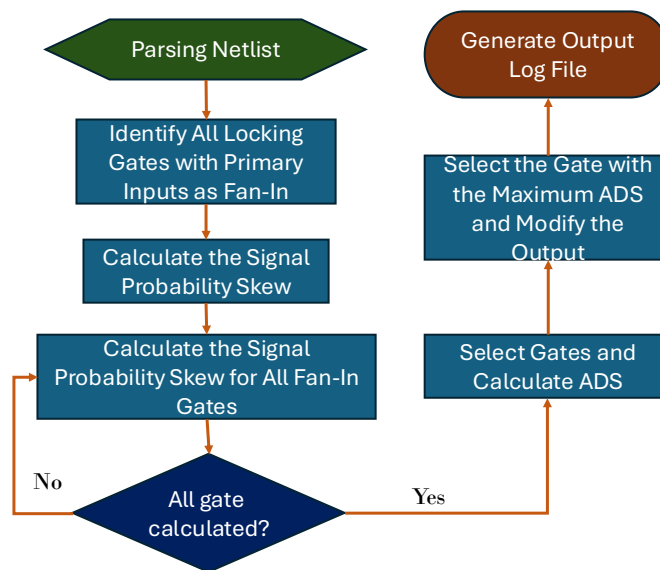 Parsing Netlist
Identify All Locking
Gates with Primary
Inputs as Fan-In
Calculate the Signal
Probability Skew
Calculate the Signal
Probability Skew for All Fan-In
Gates
All gate
calculated?
No
Yes
Select Gates and
Calculate ADS
Select the Gate with
the Maximum ADS
and Modify the
Output
Generate Output
Log File